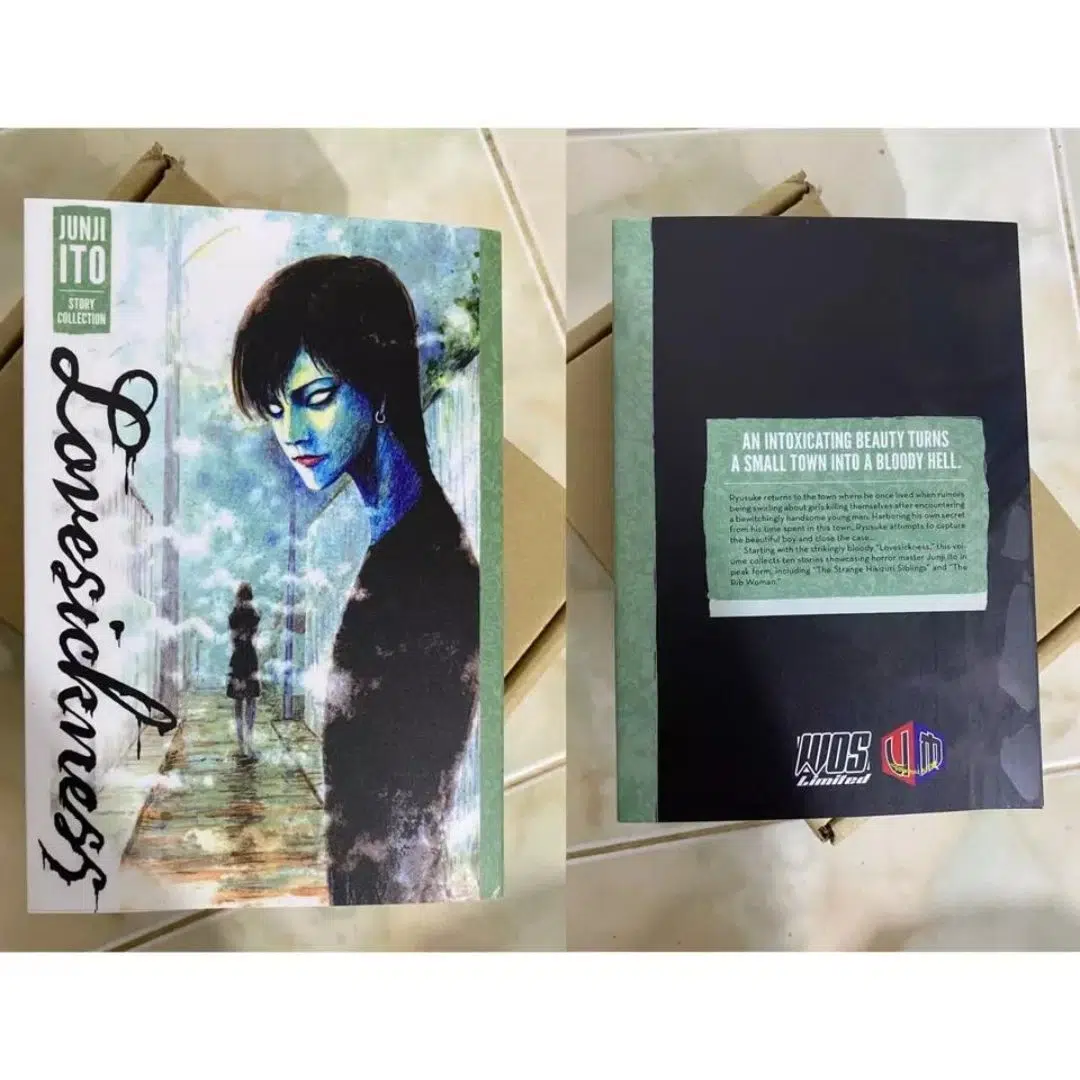 JUNJI
ITO
STORY
COLLECTION
Lovesickness
AN INTOXICATING BEAUTY TURNS
A SMALL TOWN INTO A BLOODY HELL.
Ryusuke returns to the town where he once lived when rumors
being swirling about girls killing themselves after encountering
a bewitchingly handsome young man. Harboring his own secret
from his time spent in this town, Ryusuke attempts to capture
the beautiful boy and close the case...
Starting with the strikingly bloody "Lovesickness," this vol-
ume collects ten stories showcasing horror master Junji Ito in
peak form, including "The Strange Hikizuri Siblings" and "The
Rib Woman."
WOS
Limited